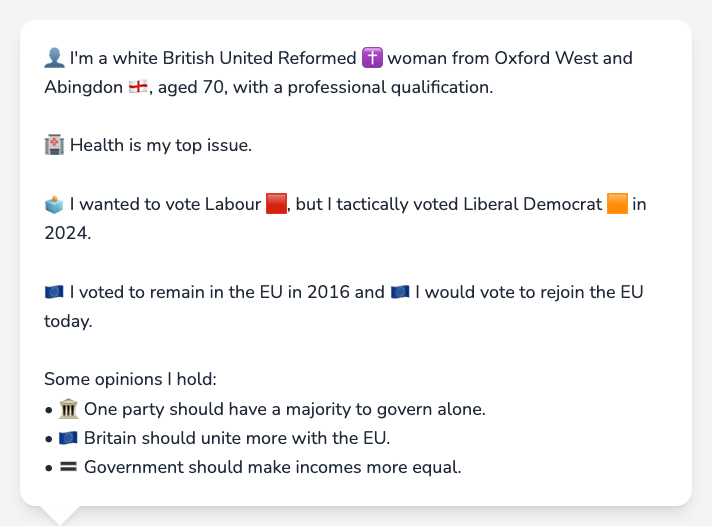 👤 I'm a white British United Reformed ✝️ woman from Oxford West and
Abingdon 🏴󠁧󠁢󠁥󠁮󠁧󠁿, aged 70, with a professional qualification.
🏥 Health is my top issue.
🗳️ I wanted to vote Labour 🟥, but I tactically voted Liberal Democrat 🟧 in
2024.
🇪🇺 I voted to remain in the EU in 2016 and 🇪🇺 I would vote to rejoin the EU
today.
Some opinions I hold:
• 🏛️ One party should have a majority to govern alone.
• 🇪🇺 Britain should unite more with the EU.
• 🟰 Government should make incomes more equal.